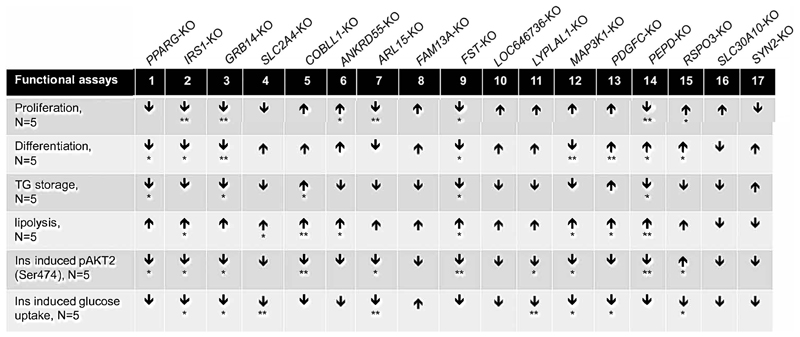 PPARG-KO IRS1-KO GRB14-KO SLC2A4-KO COBLL1-KO ANKRD55-KO ARL15-KO FAM13A-KO FST-KO LOC646736-KO LYPLAL1-KO MAP3K1-KO PDGFC-KO PEPD-KO RSPO3-KO SLC30A10-KO SYN2-KO
Functional assays 1 2 3 4 5 6 7 8 9 10 11 12 13 14 15 16 17
Proliferation, ↓ ↓ ↓ ↓ ↑ ↑ ↓ ↑ ↓ ↑ ↑ ↑ ↑ ↓ ↑ ↑ ↓
N=5 ** ** * ** * ** *
Differentiation, ↓ ↓ ↓ ↑ ↑ ↑ ↓ ↑ ↓ ↑ ↑ ↓ ↓ ↓ ↓ ↓ ↑
N=5 * * ** * ** ** * *
TG storage, ↓ ↓ ↓ ↓ ↑ ↓ ↓ ↓ ↓ ↓ ↓ ↓ ↑ ↓ ↓ ↓ ↑
N=5 * * * * *
lipolysis, ↑ ↑ ↑ ↑ ↑ ↑ ↑ ↑ ↑ ↑ ↑ ↑ ↑ ↑ ↑ ↓ ↓
N=5 * * ** * * * * **
Ins induced pAKT2 ↓ ↓ ↓ ↓ ↓ ↓ ↓ ↓ ↓ ↓ ↓ ↓ ↓ ↓ ↑ ↓ ↓
(Ser474), N=5 * * * ** * ** * * ** *
Ins induced glucose ↓ ↓ ↓ ↓ ↓ ↓ ↓ ↑ ↓ ↓ ↓ ↓ ↓ ↓ ↓ ↓ ↓
uptake, N=5 * * ** ** ** * * *